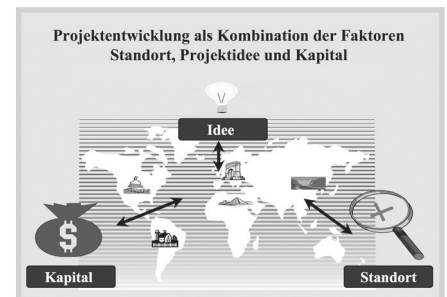 Projektentwicklung als Kombination der Faktoren
Standort, Projektidee und Kapital
Idee
$
Kapital
Standort